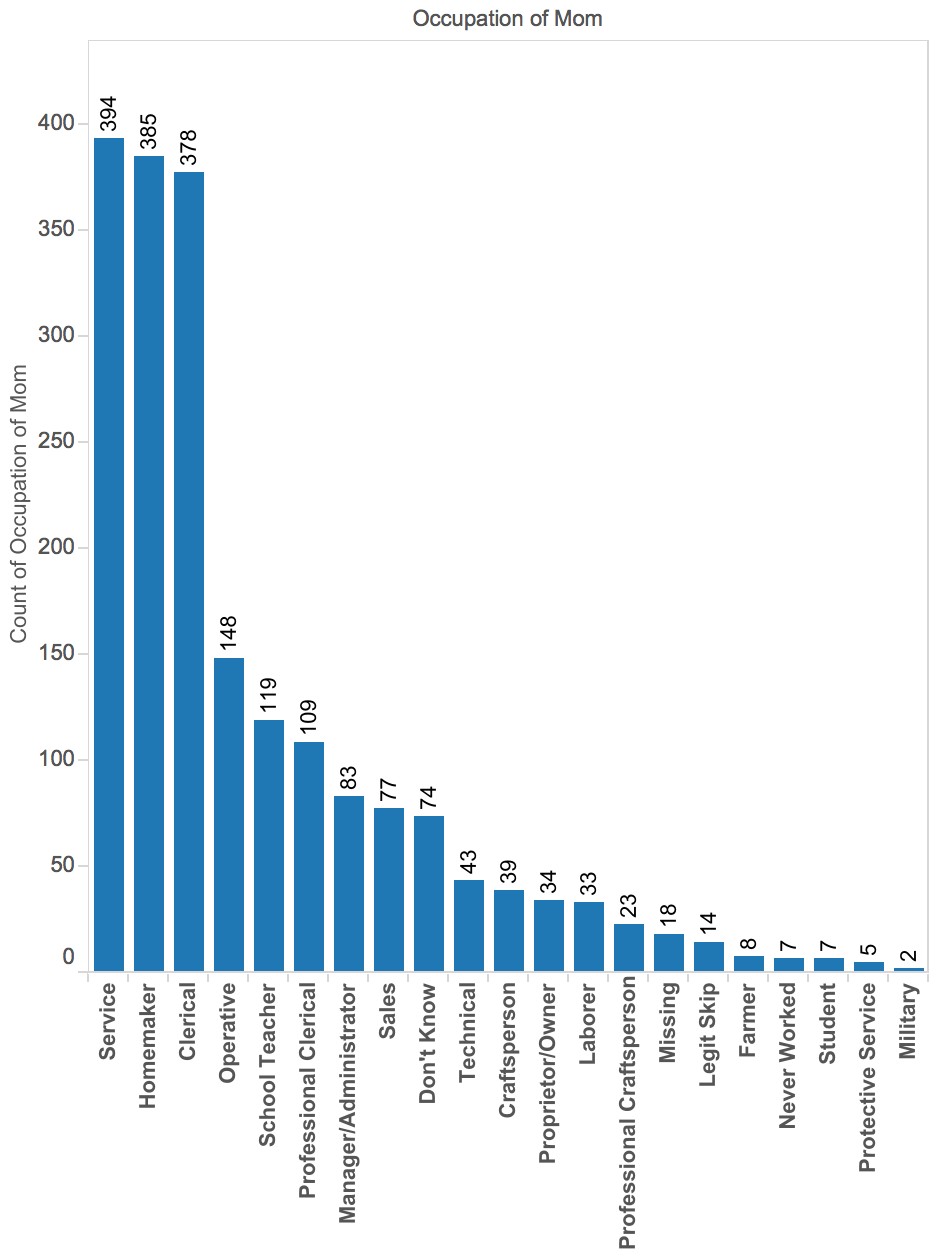 Occupation of Mom
Count of Occupation of Mom
400
350
300
250
200
150
100
50
0
394
385
378
148
119
109
83
77
74
43
39
34
33
23
18
14
8
7
7
5
2
Service
Homemaker
Clerical
Operative
School Teacher
Professional Clerical
Manager/Administrator
Sales
Don't Know
Technical
Craftsperson
Proprietor/Owner
Laborer
Professional Craftsperson
Missing
Legit Skip
Farmer
Never Worked
Student
Protective Service
Military